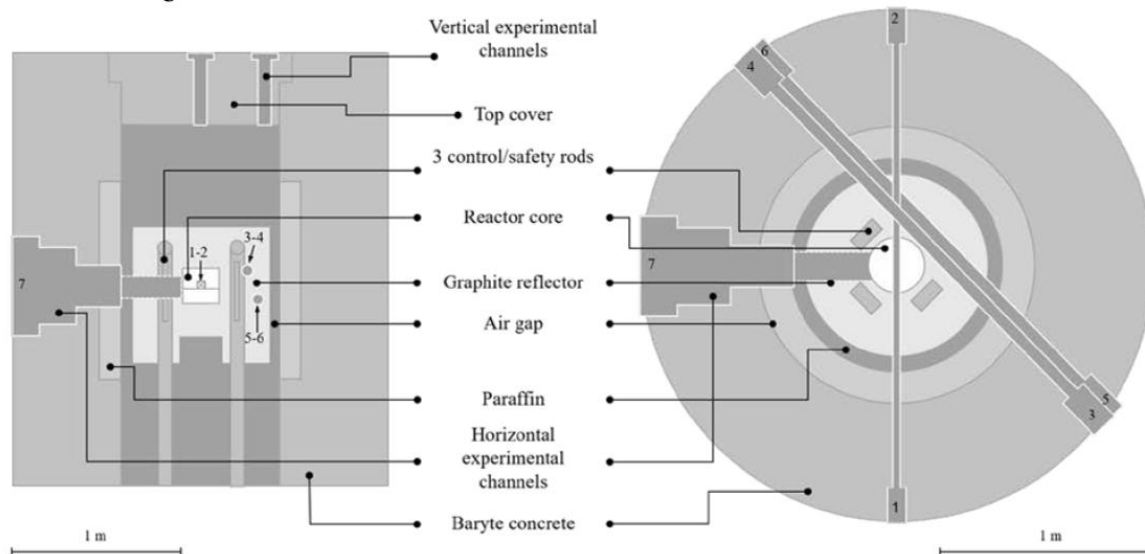 Vertical experimental
channels
Top cover
3 control/safety rods
Reactor core
Graphite reflector
Air gap
Paraffin
Horizontal
experimental
channels
Baryte concrete
1-2
3-4
5-6
7
1 m
2
6
4
7
5
3
1
1 m